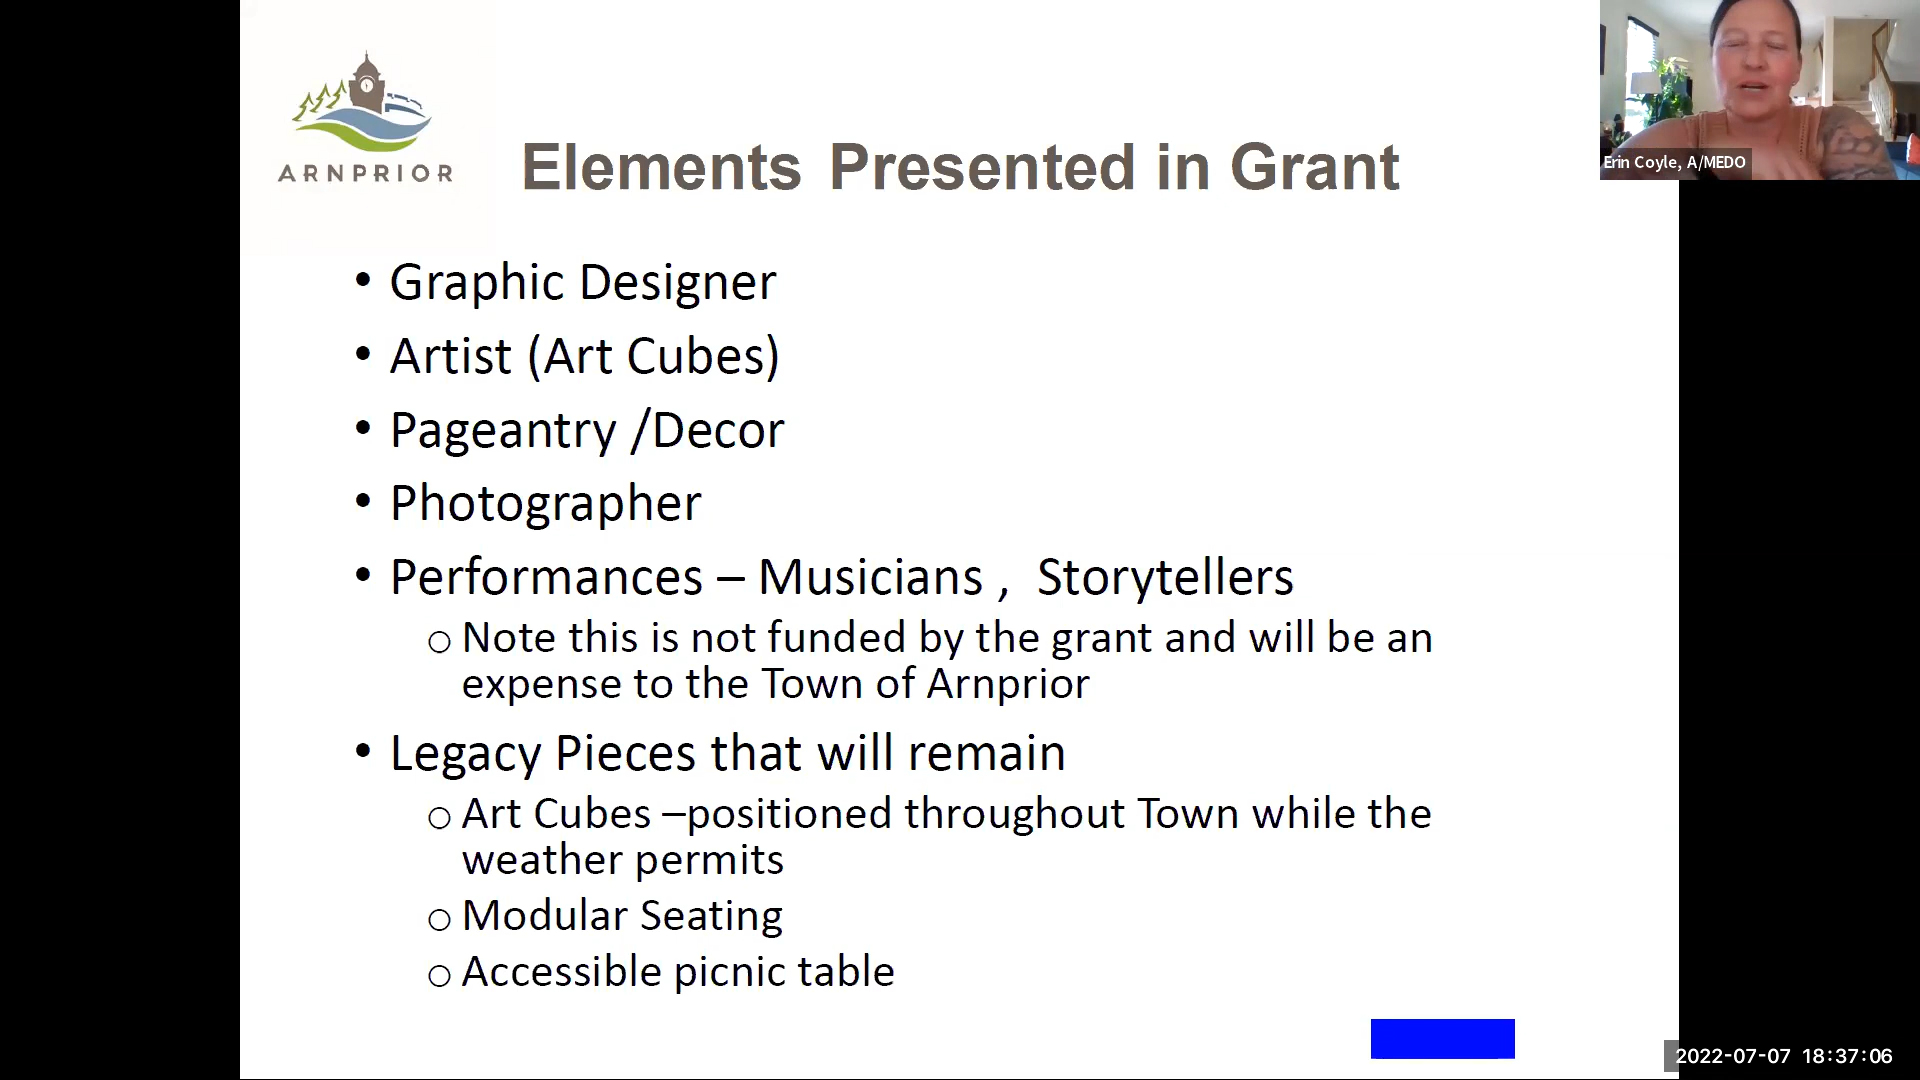 ARNPRIOR
Elements Presented in Grant
Erin Coyle, A/MEDO
• Graphic Designer
• Artist (Art Cubes)
• Pageantry /Decor
• Photographer
• Performances – Musicians , Storytellers
o Note this is not funded by the grant and will be an
expense to the Town of Arnprior
• Legacy Pieces that will remain
o Art Cubes –positioned throughout Town while the
weather permits
o Modular Seating
o Accessible picnic table
2022-07-07 18:37:06